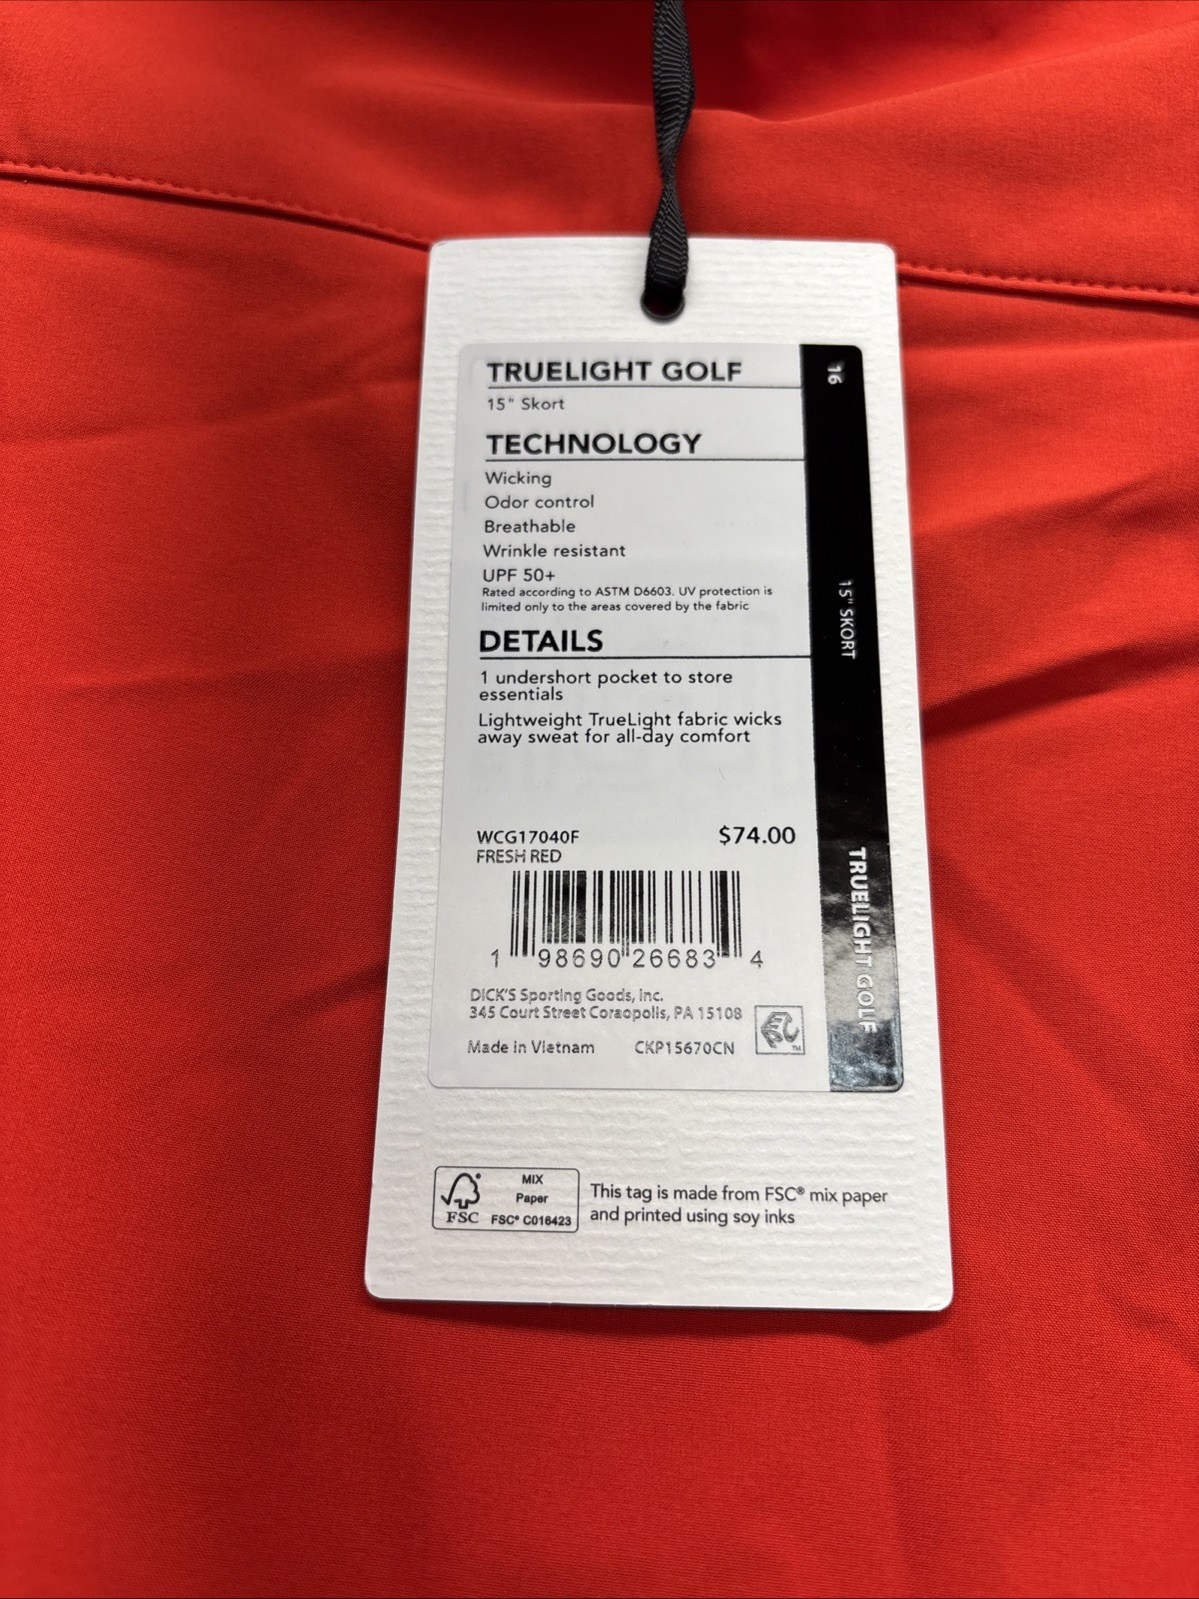 TRUELIGHT GOLF
15" Skort
TECHNOLOGY
Wicking
Odor control
Breathable
Wrinkle resistant
UPF 50+
Rated according to ASTM D6603. UV protection is
limited only to the areas covered by the fabric
DETAILS
1 undershort pocket to store
essentials
Lightweight TrueLight fabric wicks
away sweat for all-day comfort
WCG17040F
$74.00
FRESH RED
1 98690 26683 4
DICK'S Sporting Goods, Inc.
345 Court Street Coraopolis, PA 15108
Made in Vietnam
CKP15670CN
16
15" SKORT
TRUELIGHT GOLF
MIX
Paper
FSC
FSC® C016423
This tag is made from FSC® mix paper
and printed using soy inks